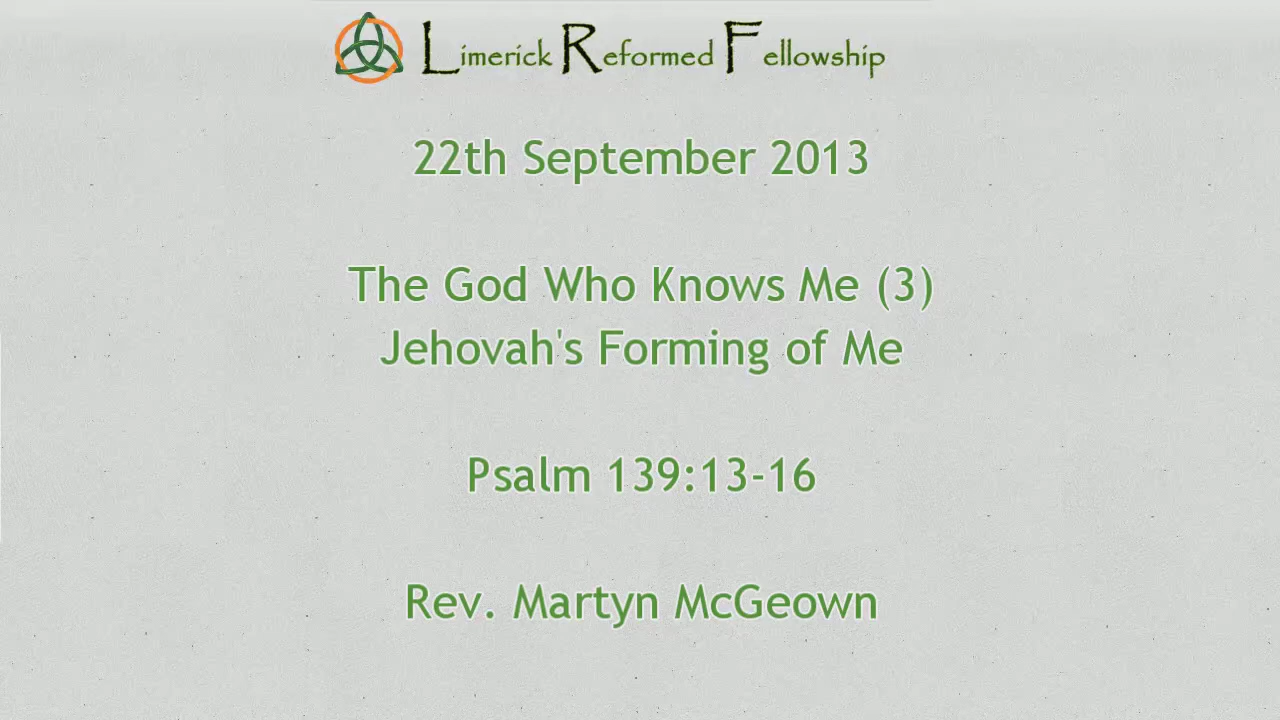 Limerick Reformed Fellowship
22th September 2013
The God Who Knows Me (3)
Jehovah's Forming of Me
Psalm 139:13-16
Rev. Martyn McGeown